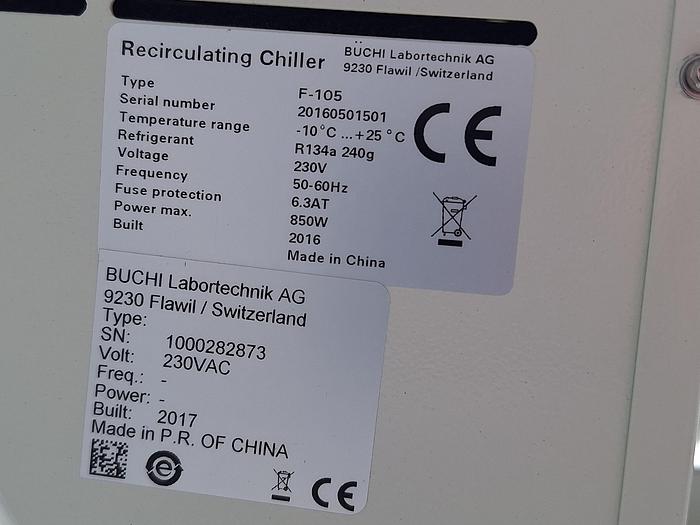 Recirculating Chiller
BÜCHI Labortechnik AG
9230 Flawil /Switzerland
Type F-105
Serial number 20160501501
Temperature range -10°C ...+25°C
Refrigerant R134a 240g
Voltage 230V
Frequency 50-60Hz
Fuse protection 6.3AT
Power max. 850W
Built 2016
Made in China
CE
BUCHI Labortechnik AG
9230 Flawil / Switzerland
Type:
SN: 1000282873
Volt: 230VAC
Freq.: -
Power: -
Built: 2017
Made in P.R. OF CHINA
e
CE